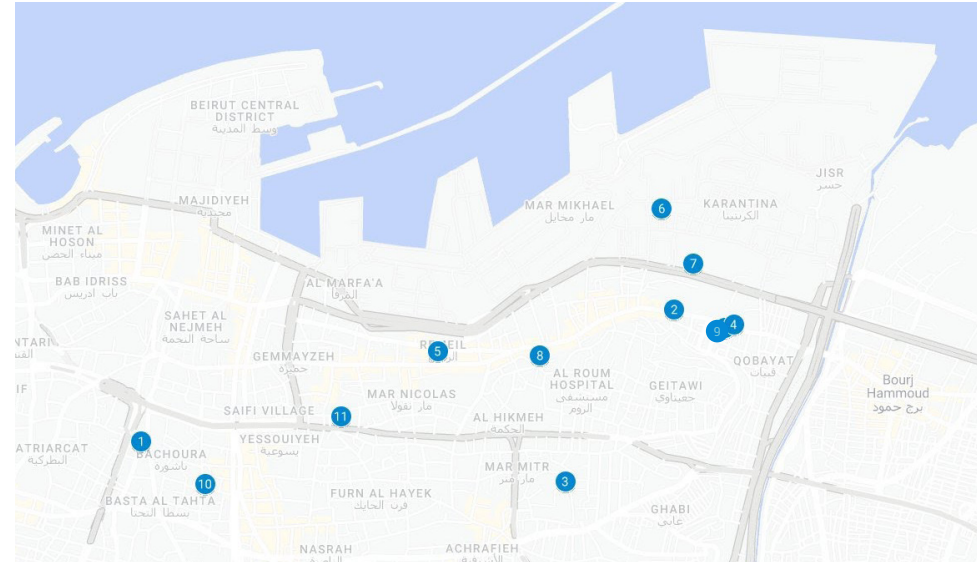 BEIRUT CENTRAL
DISTRICT
وسط المدينة
MAJIDIYEH
مجيدية
MINET AL
HOSON
ميناء الحصن
BAB IDRISS
باب ادريس
SAHET AL
NEJMEH
ساحة النجمة
AL MARFA'A
المرفأ
MAR MIKHAEL
مار مخايل
KARANTINA
الكرنتينا
JISR
جسر
6
7
2
4
9
5
8
GEMMAYZEH
جميزة
MAR NICOLAS
مار نقولا
AL ROUM
HOSPITAL
مستشفى
الروم
GEITAWI
جعيتاوي
QOBAYAT
قبيات
Bourj
Hammoud
برج حمود
SAIFI VILLAGE
11
AL HIKMEH
الحكمة
YESSOUIYEH
يسوعية
1
BACHOURA
باشورة
ATRIARCAT
البطركية
10
BASTA AL TAHTA
بسطا التحتا
FURN AL HAYEK
فرن الحايك
MAR MITR
مار متر
3
GHABI
غابي
NASRAH
ACHRAFIEH
الأشرفية